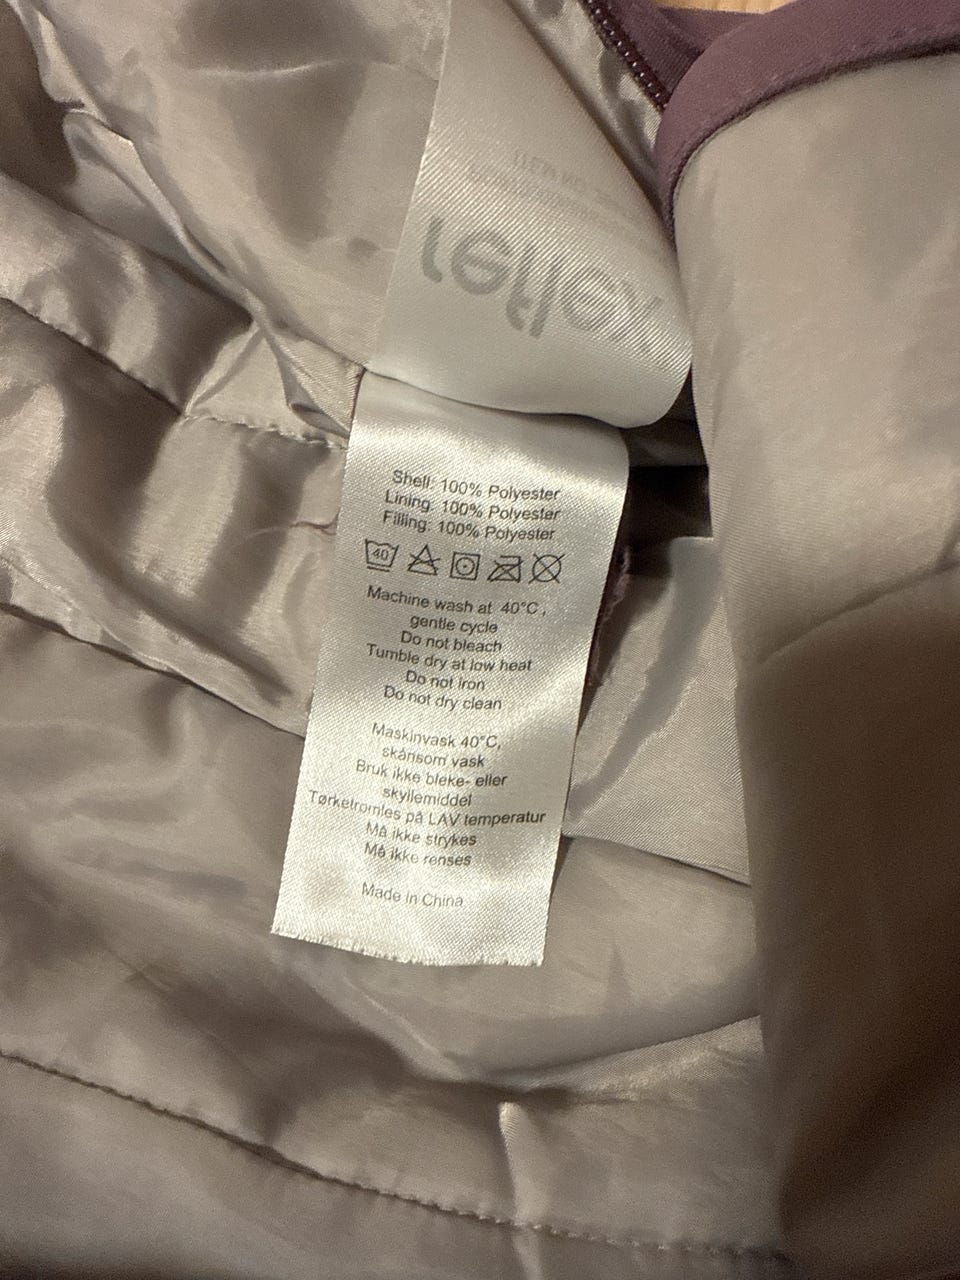 reflex
Shell: 100% Polyester
Lining: 100% Polyester
Filling: 100% Polyester
40
Machine wash at 40°C,
gentle cycle
Do not bleach
Tumble dry at low heat
Do not iron
Do not dry clean
Maskinvask 40°C,
skånsom vask
Bruk ikke bleke- eller
skyllemiddel
Tørketromles på LAV temperatur
Må ikke strykes
Må ikke renses
Made in China